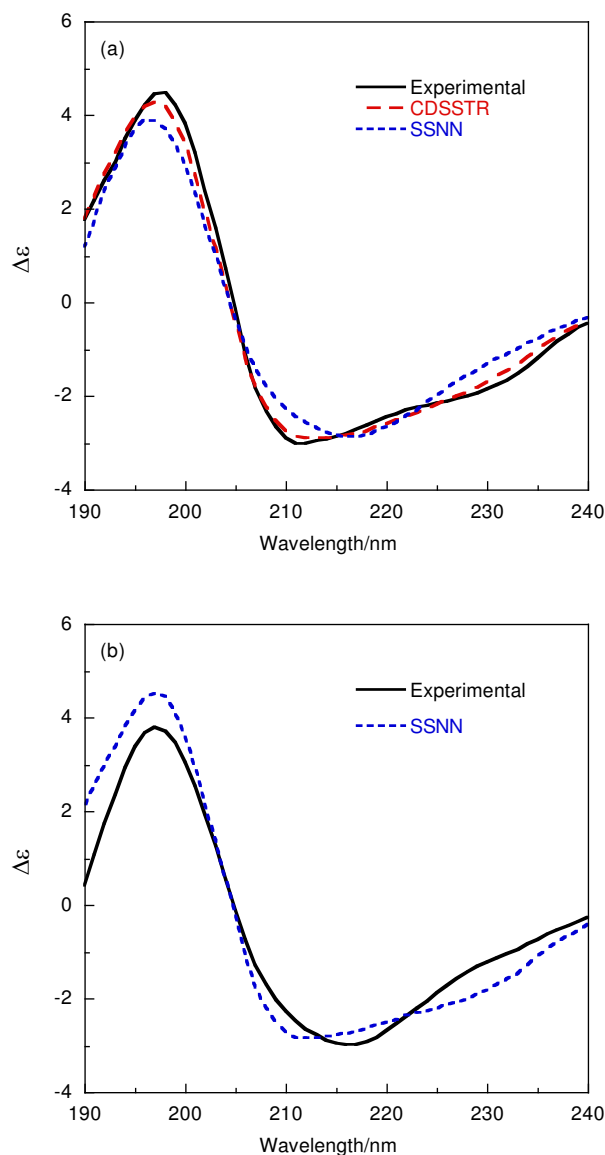 6
(a)
Experimental
CDSSTR
SSNN
4
2
Δε
0
-2
-4
190 200 210 220 230 240
Wavelength/nm
6
(b)
Experimental
SSNN
4
2
Δε
0
-2
-4
190 200 210 220 230 240
Wavelength/nm